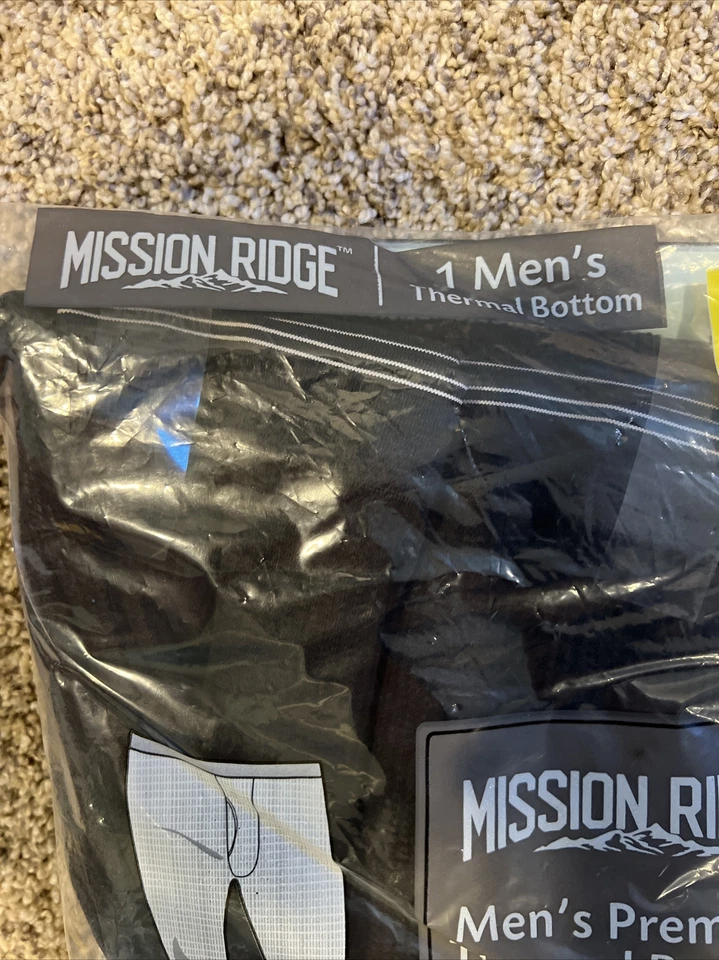 MISSION RIDGE™
1 Men's
Thermal Bottom
MISSION RI
Men's Prem